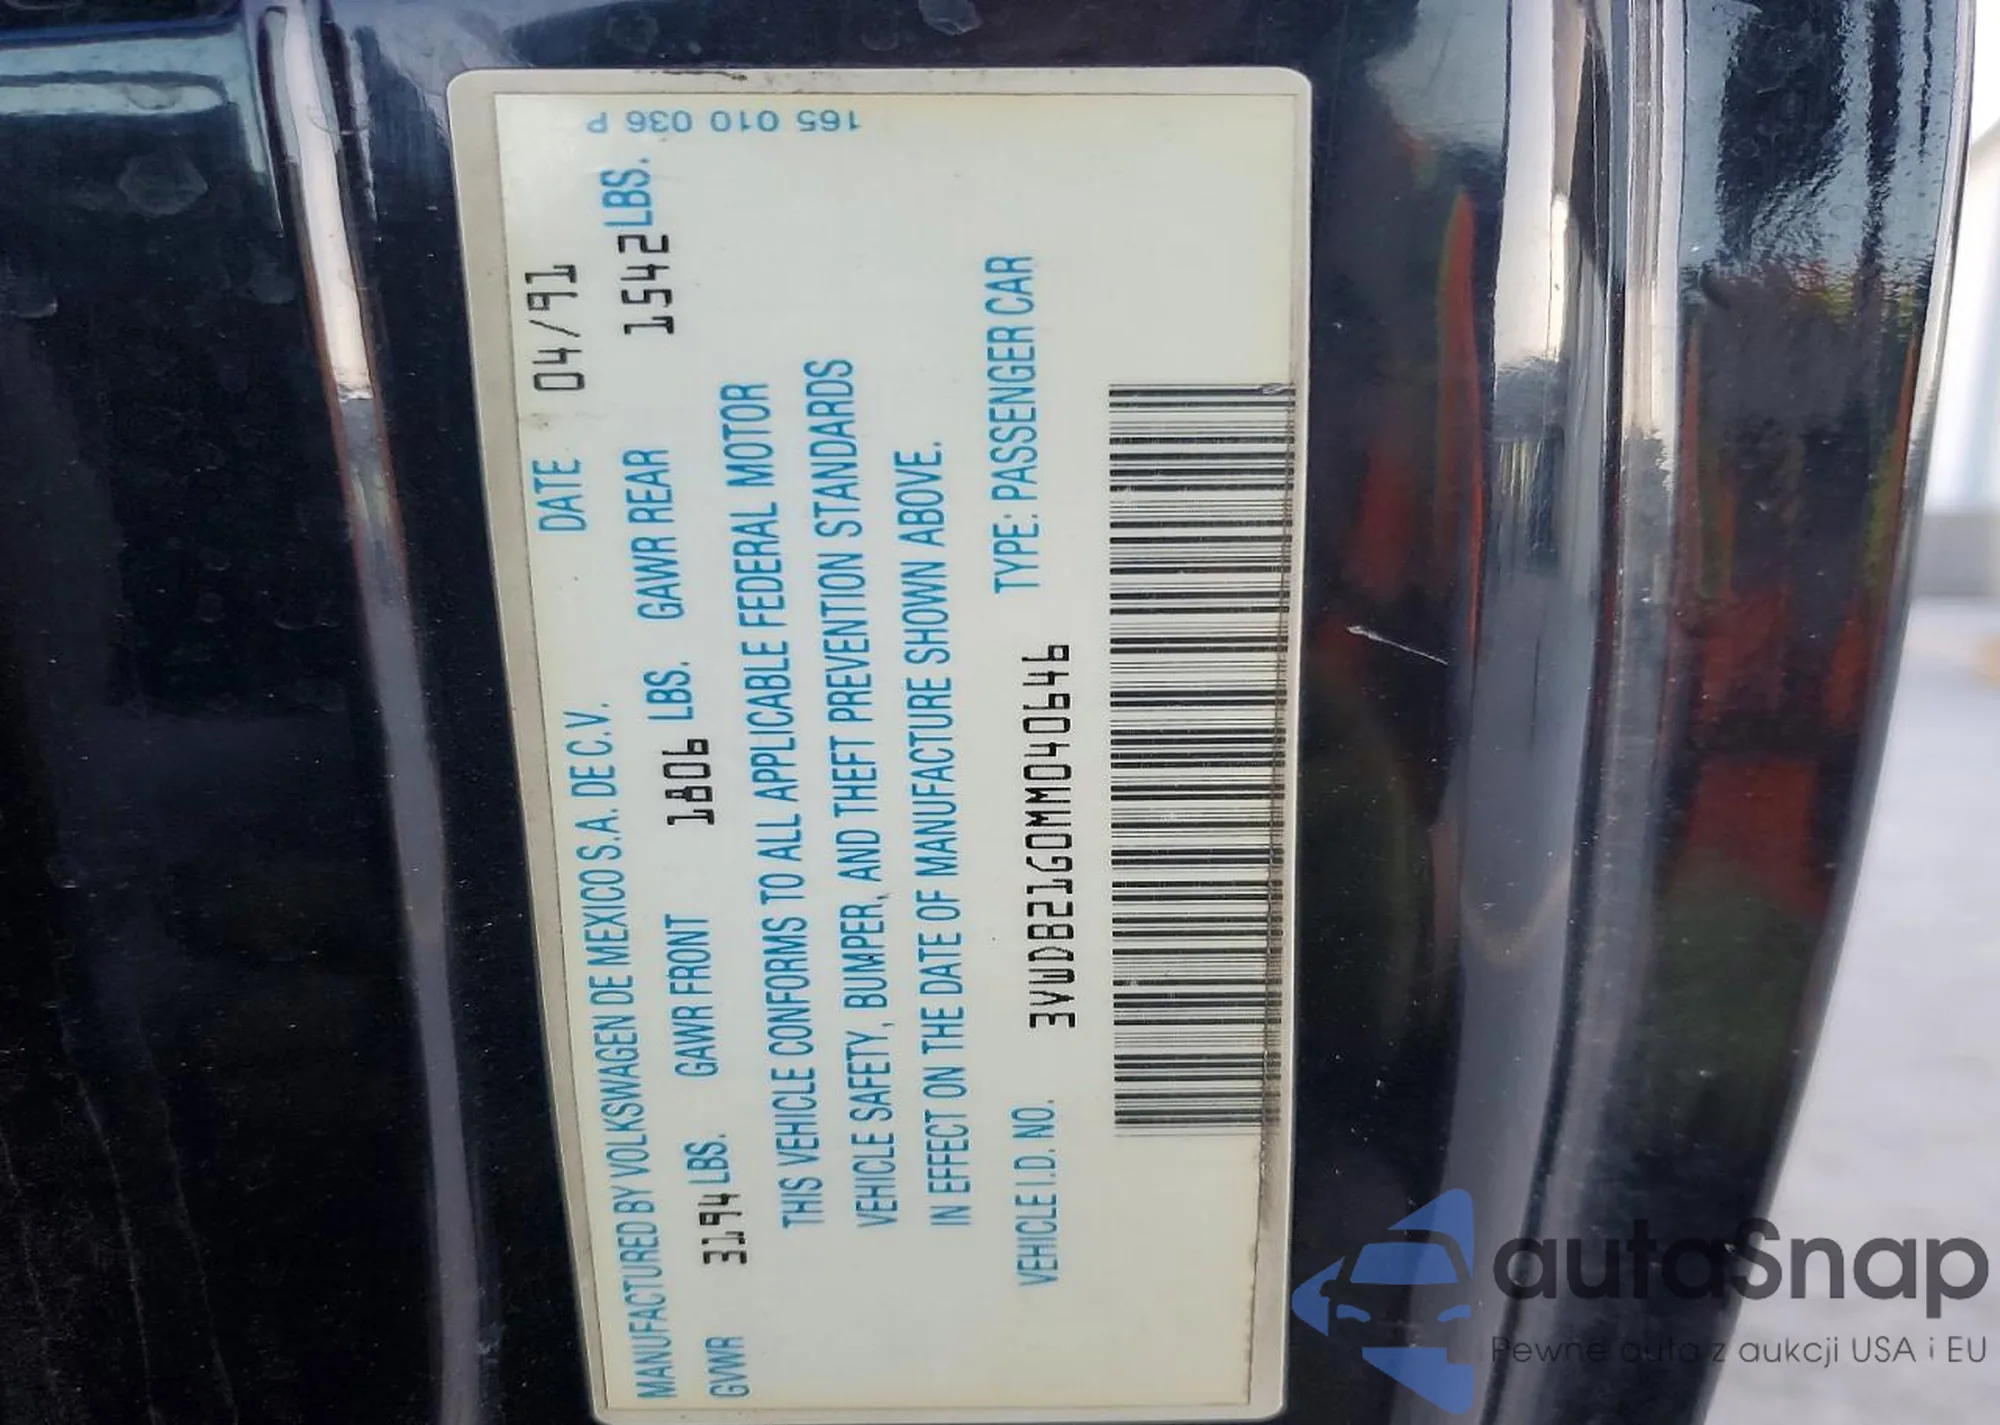 165 010 036 P
MANUFACTURED BY VOLKSWAGEN DE MEXICO S.A. DE C.V. DATE 04/91
GVWR 3194 LBS. GAWR FRONT 1806 LBS. GAWR REAR 1542 LBS.
THIS VEHICLE CONFORMS TO ALL APPLICABLE FEDERAL MOTOR
VEHICLE SAFETY, BUMPER, AND THEFT PREVENTION STANDARDS
IN EFFECT ON THE DATE OF MANUFACTURE SHOWN ABOVE.
VEHICLE I.D. NO. 3VWDB21G0MM040646 TYPE: PASSENGER CAR
autaSnap
Pewne auta z aukcji USA i EU